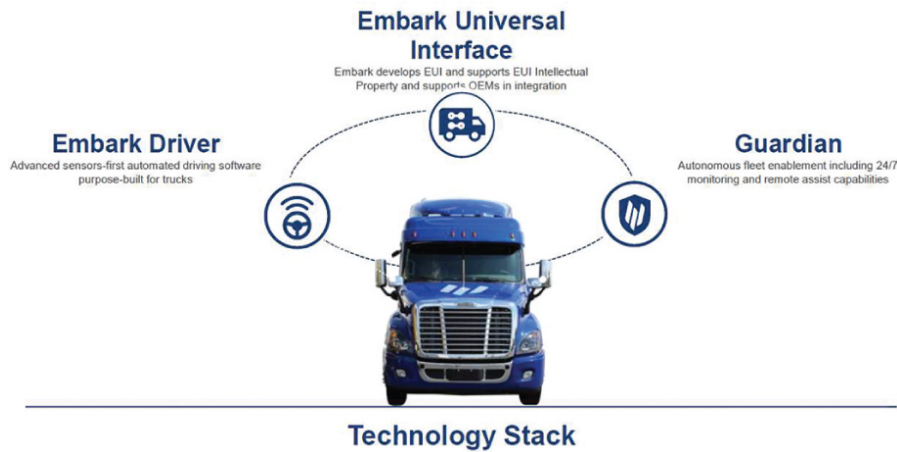 Embark Universal
Interface
Embark develops EUI and supports EUI Intellectual
Property and supports OEMs in integration
Embark Driver
Advanced sensors-first automated driving software
purpose-built for trucks
Guardian
Autonomous fleet enablement including 24/7
monitoring and remote assist capabilities
Technology Stack